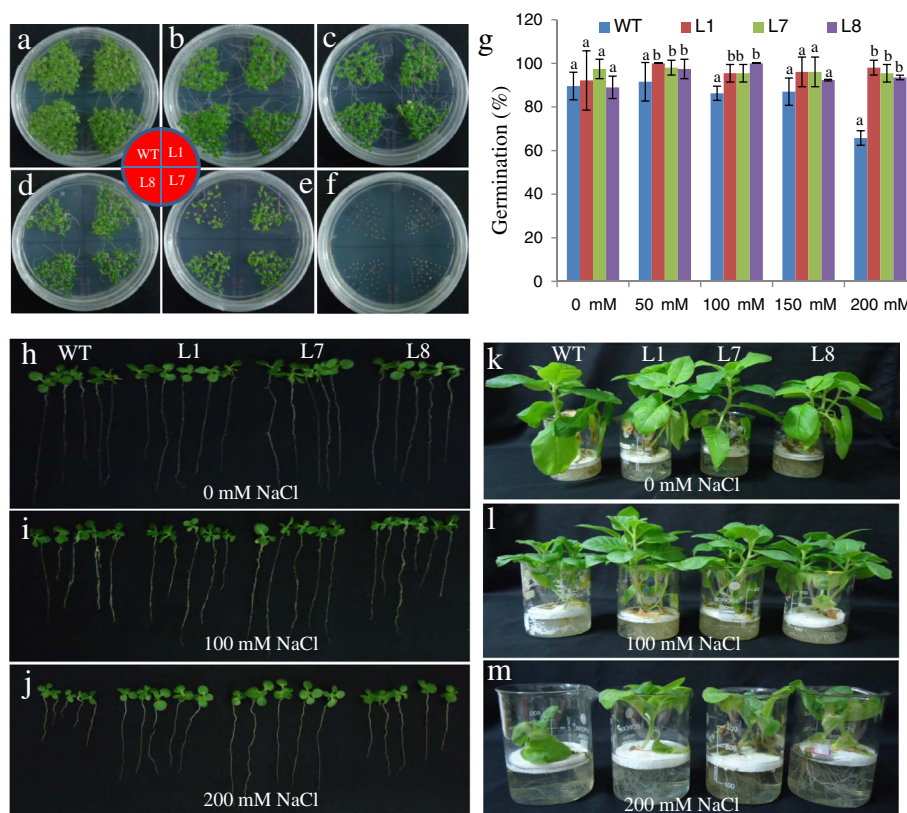 a b c
WT L1
L8 L7
d e f
g
WT L1 L7 L8
Germination (%)
120
100
80
60
40
20
0
a a a a
a b b b
a bb b
a a a a
a b b b
0 mM 50 mM 100 mM 150 mM 200 mM
h WT L1 L7 L8
0 mM NaCl
i
100 mM NaCl
j
200 mM NaCl
k WT L1 L7 L8
0 mM NaCl
l
100 mM NaCl
m
200 mM NaCl